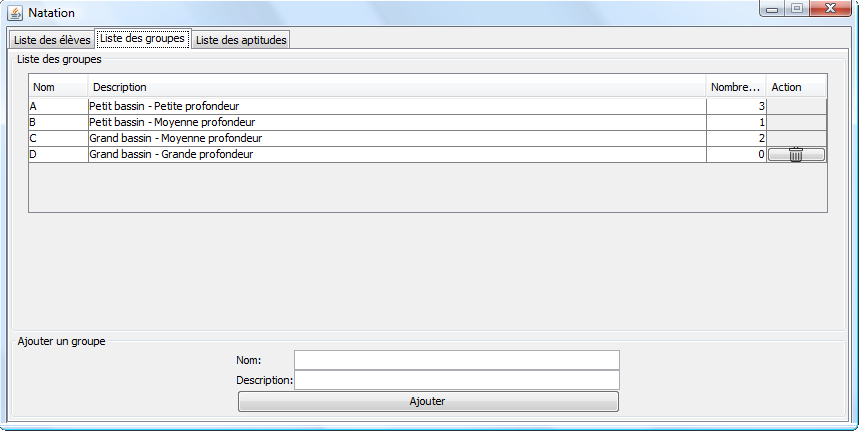 Natation
Liste des élèves Liste des groupes Liste des aptitudes
Liste des groupes
Nom Description Nombre... Action
A Petit bassin - Petite profondeur 3
B Petit bassin - Moyenne profondeur 1
C Grand bassin - Moyenne profondeur 2
D Grand bassin - Grande profondeur 0
Ajouter un groupe
Nom:
Description:
Ajouter